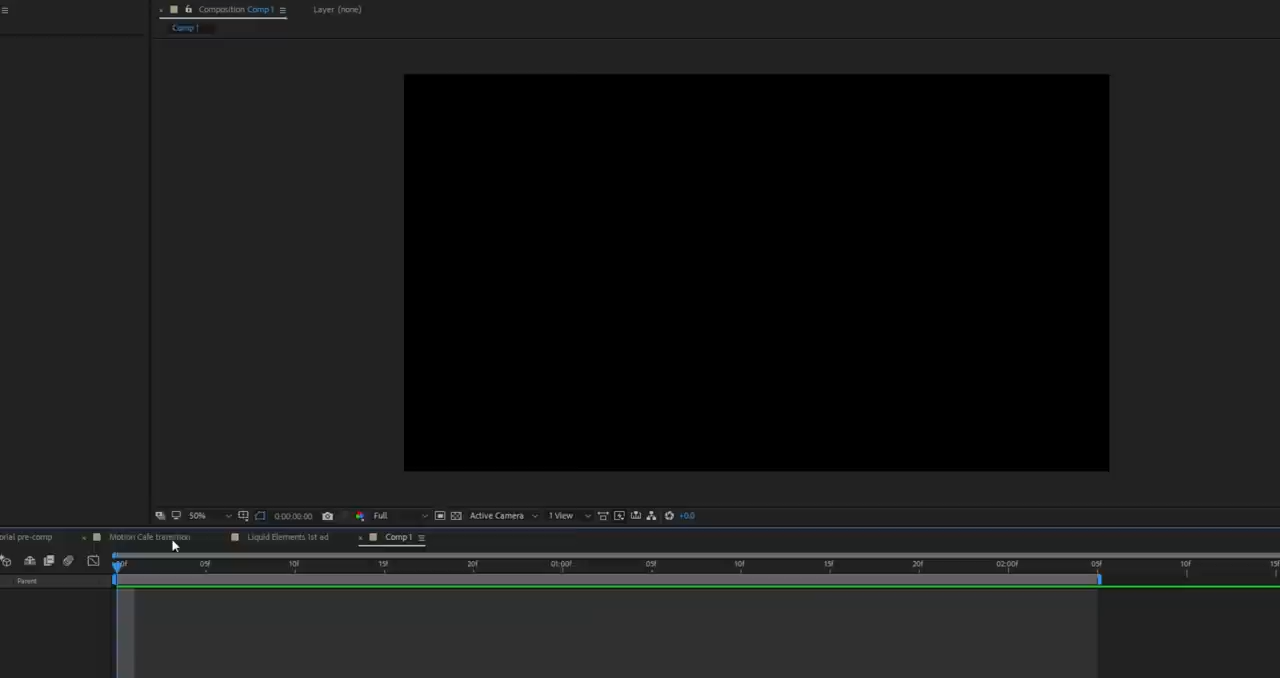 Composition Comp 1
Layer (none)
Comp 1
50%
0:00:00:00
Full
Active Camera
1 View
+0.0
orial pre-comp
Motion Cafe transition
Liquid Elements 1st ad
Comp 1
05f
10f
15f
20f
01:00f
05f
10f
15f
20f
02:00f
05f
10f
Parent